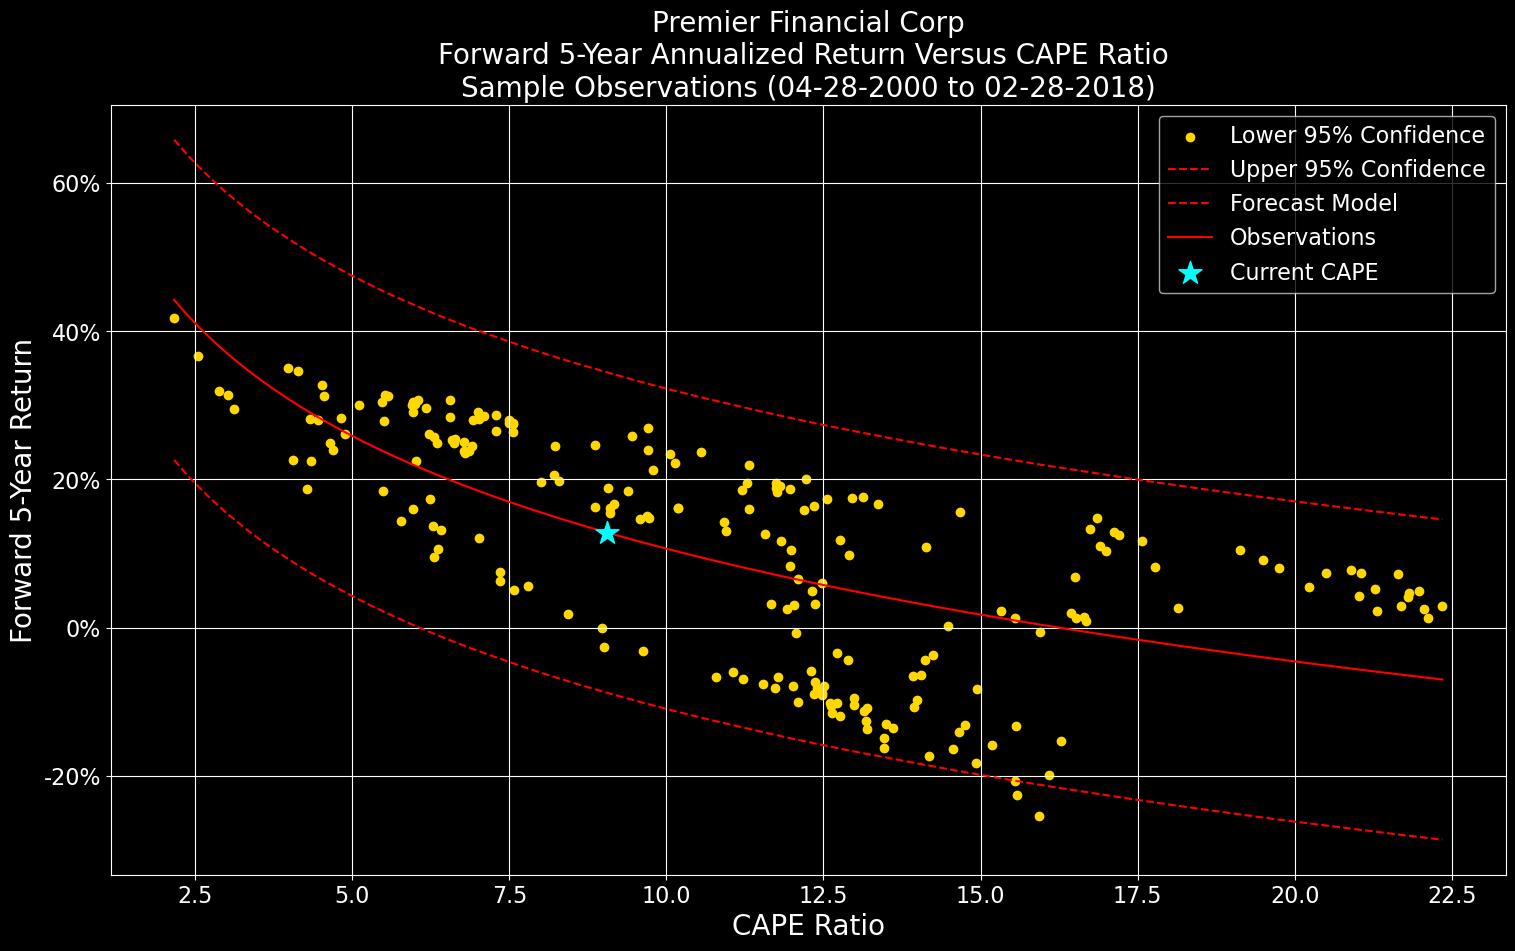 Premier Financial Corp
Forward 5-Year Annualized Return Versus CAPE Ratio
Sample Observations (04-28-2000 to 02-28-2018)
Lower 95% Confidence
Upper 95% Confidence
Forecast Model
Observations
Current CAPE
Forward 5-Year Return
60%
40%
20%
0%
-20%
2.5 5.0 7.5 10.0 12.5 15.0 17.5 20.0 22.5
CAPE Ratio